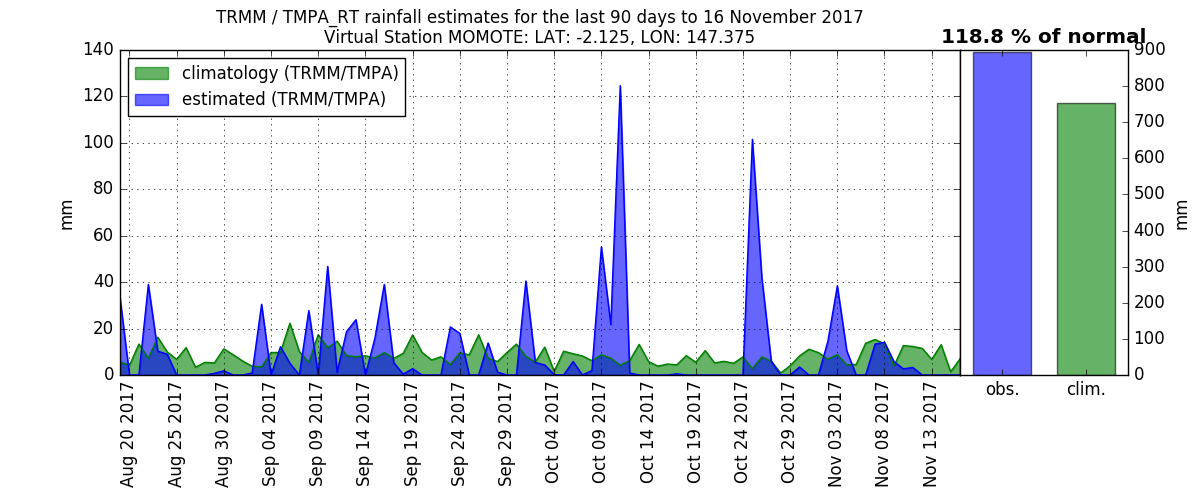 TRMM / TMPA_RT rainfall estimates for the last 90 days to 16 November 2017
Virtual Station MOMOTE: LAT: -2.125, LON: 147.375
118.8 % of normal
climatology (TRMM/TMPA)
estimated (TRMM/TMPA)
140
120
100
80
60
40
20
0
mm
Aug 20 2017
Aug 25 2017
Aug 30 2017
Sep 04 2017
Sep 09 2017
Sep 14 2017
Sep 19 2017
Sep 24 2017
Sep 29 2017
Oct 04 2017
Oct 09 2017
Oct 14 2017
Oct 19 2017
Oct 24 2017
Oct 29 2017
Nov 03 2017
Nov 08 2017
Nov 13 2017
obs.
clim.
900
800
700
600
500
400
300
200
100
0
mm